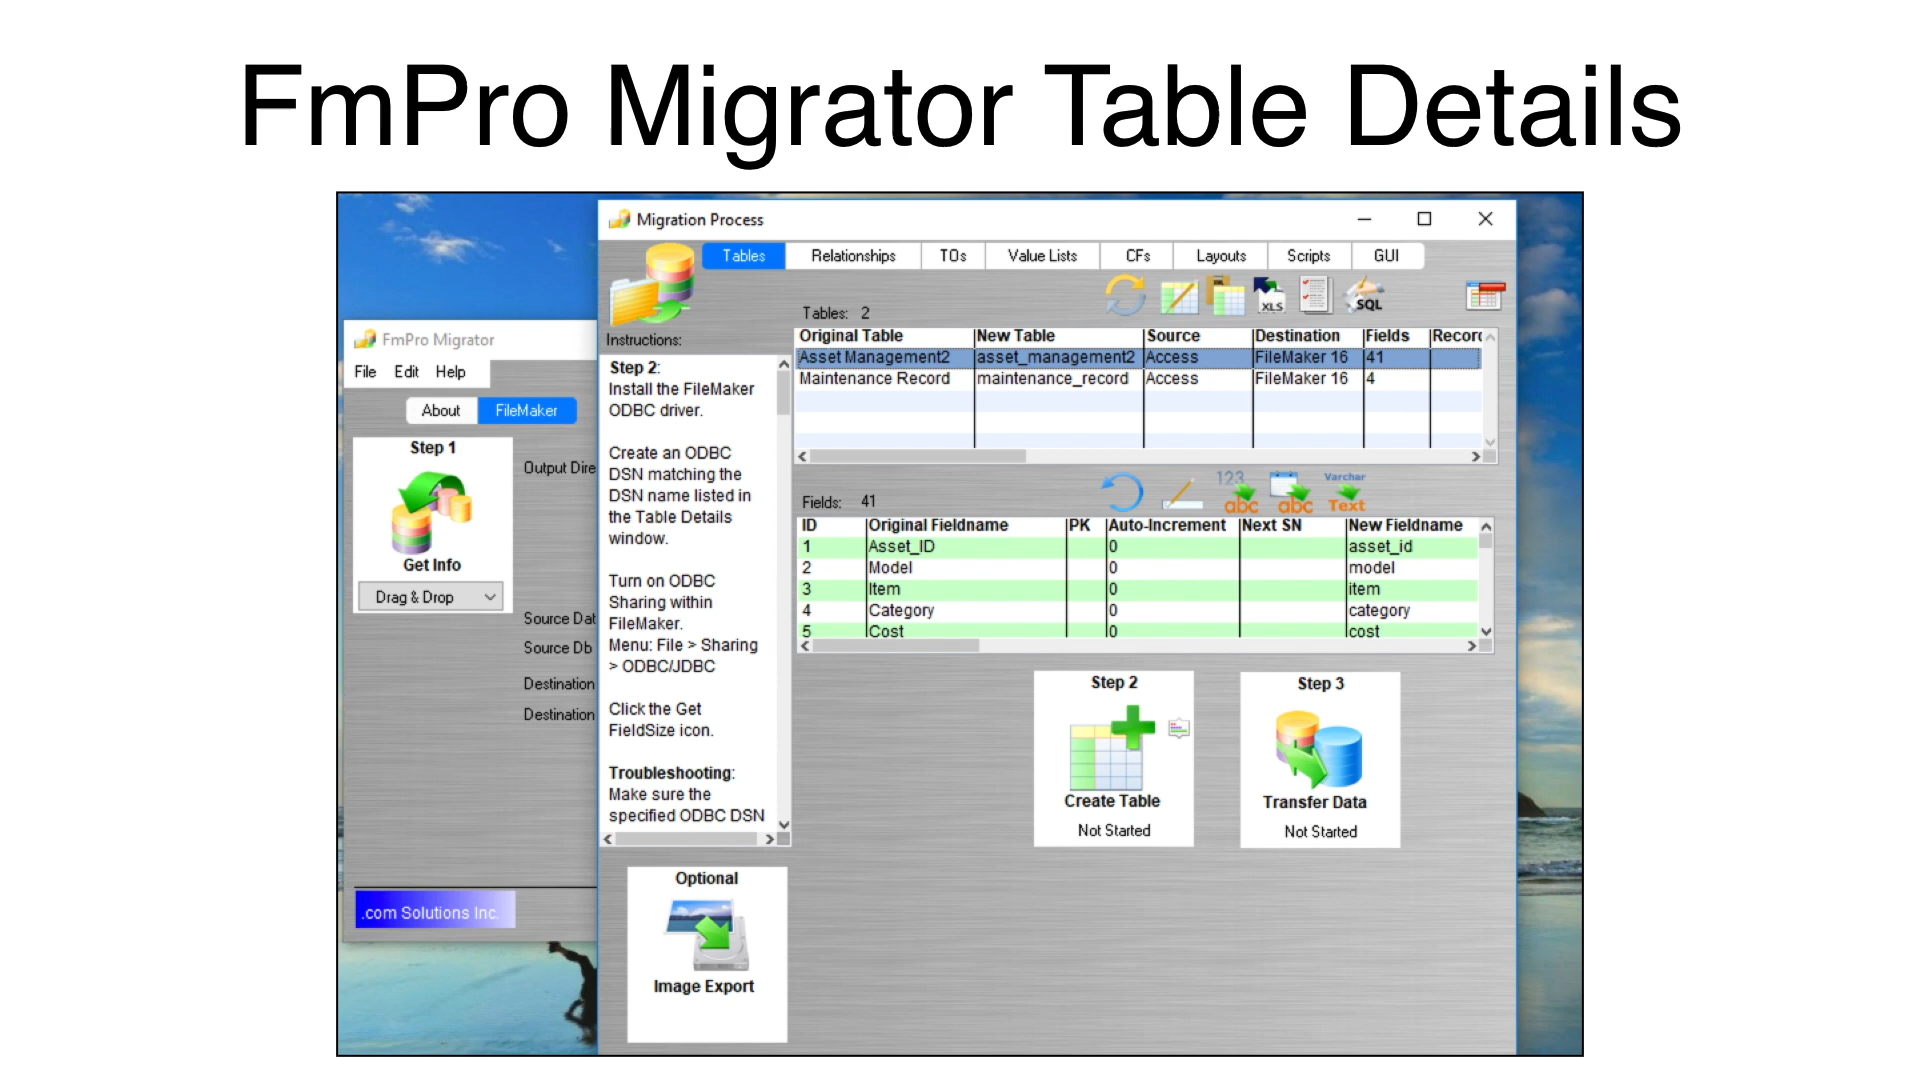 FmPro Migrator Table Details
Migration Process
Tables Relationships TOs Value Lists CFs Layouts Scripts GUI
XLS SQL
Tables: 2
Original Table New Table Source Destination Fields Record
Asset Management2 asset_management2 Access FileMaker 16 41
Maintenance Record maintenance_record Access FileMaker 16 4
Instructions:
Step 2:
Install the FileMaker
ODBC driver.
Create an ODBC
DSN matching the
DSN name listed in
the Table Details
window.
Turn on ODBC
Sharing within
FileMaker.
Menu: File > Sharing
> ODBC/JDBC
Click the Get
FieldSize icon.
Troubleshooting:
Make sure the
specified ODBC DSN
Fields: 41
123 abc abc Varchar Text
ID Original Fieldname PK Auto-Increment Next SN New Fieldname
1 Asset_ID 0 asset_id
2 Model 0 model
3 Item 0 item
4 Category 0 category
5 Cost 0 cost
Step 2
Create Table
Not Started
Step 3
Transfer Data
Not Started
Optional
Image Export
FmPro Migrator
File Edit Help
About FileMaker
Step 1
Get Info
Drag & Drop
Output Dire
Source Dat
Source Db
Destination
Destination
.com Solutions Inc.